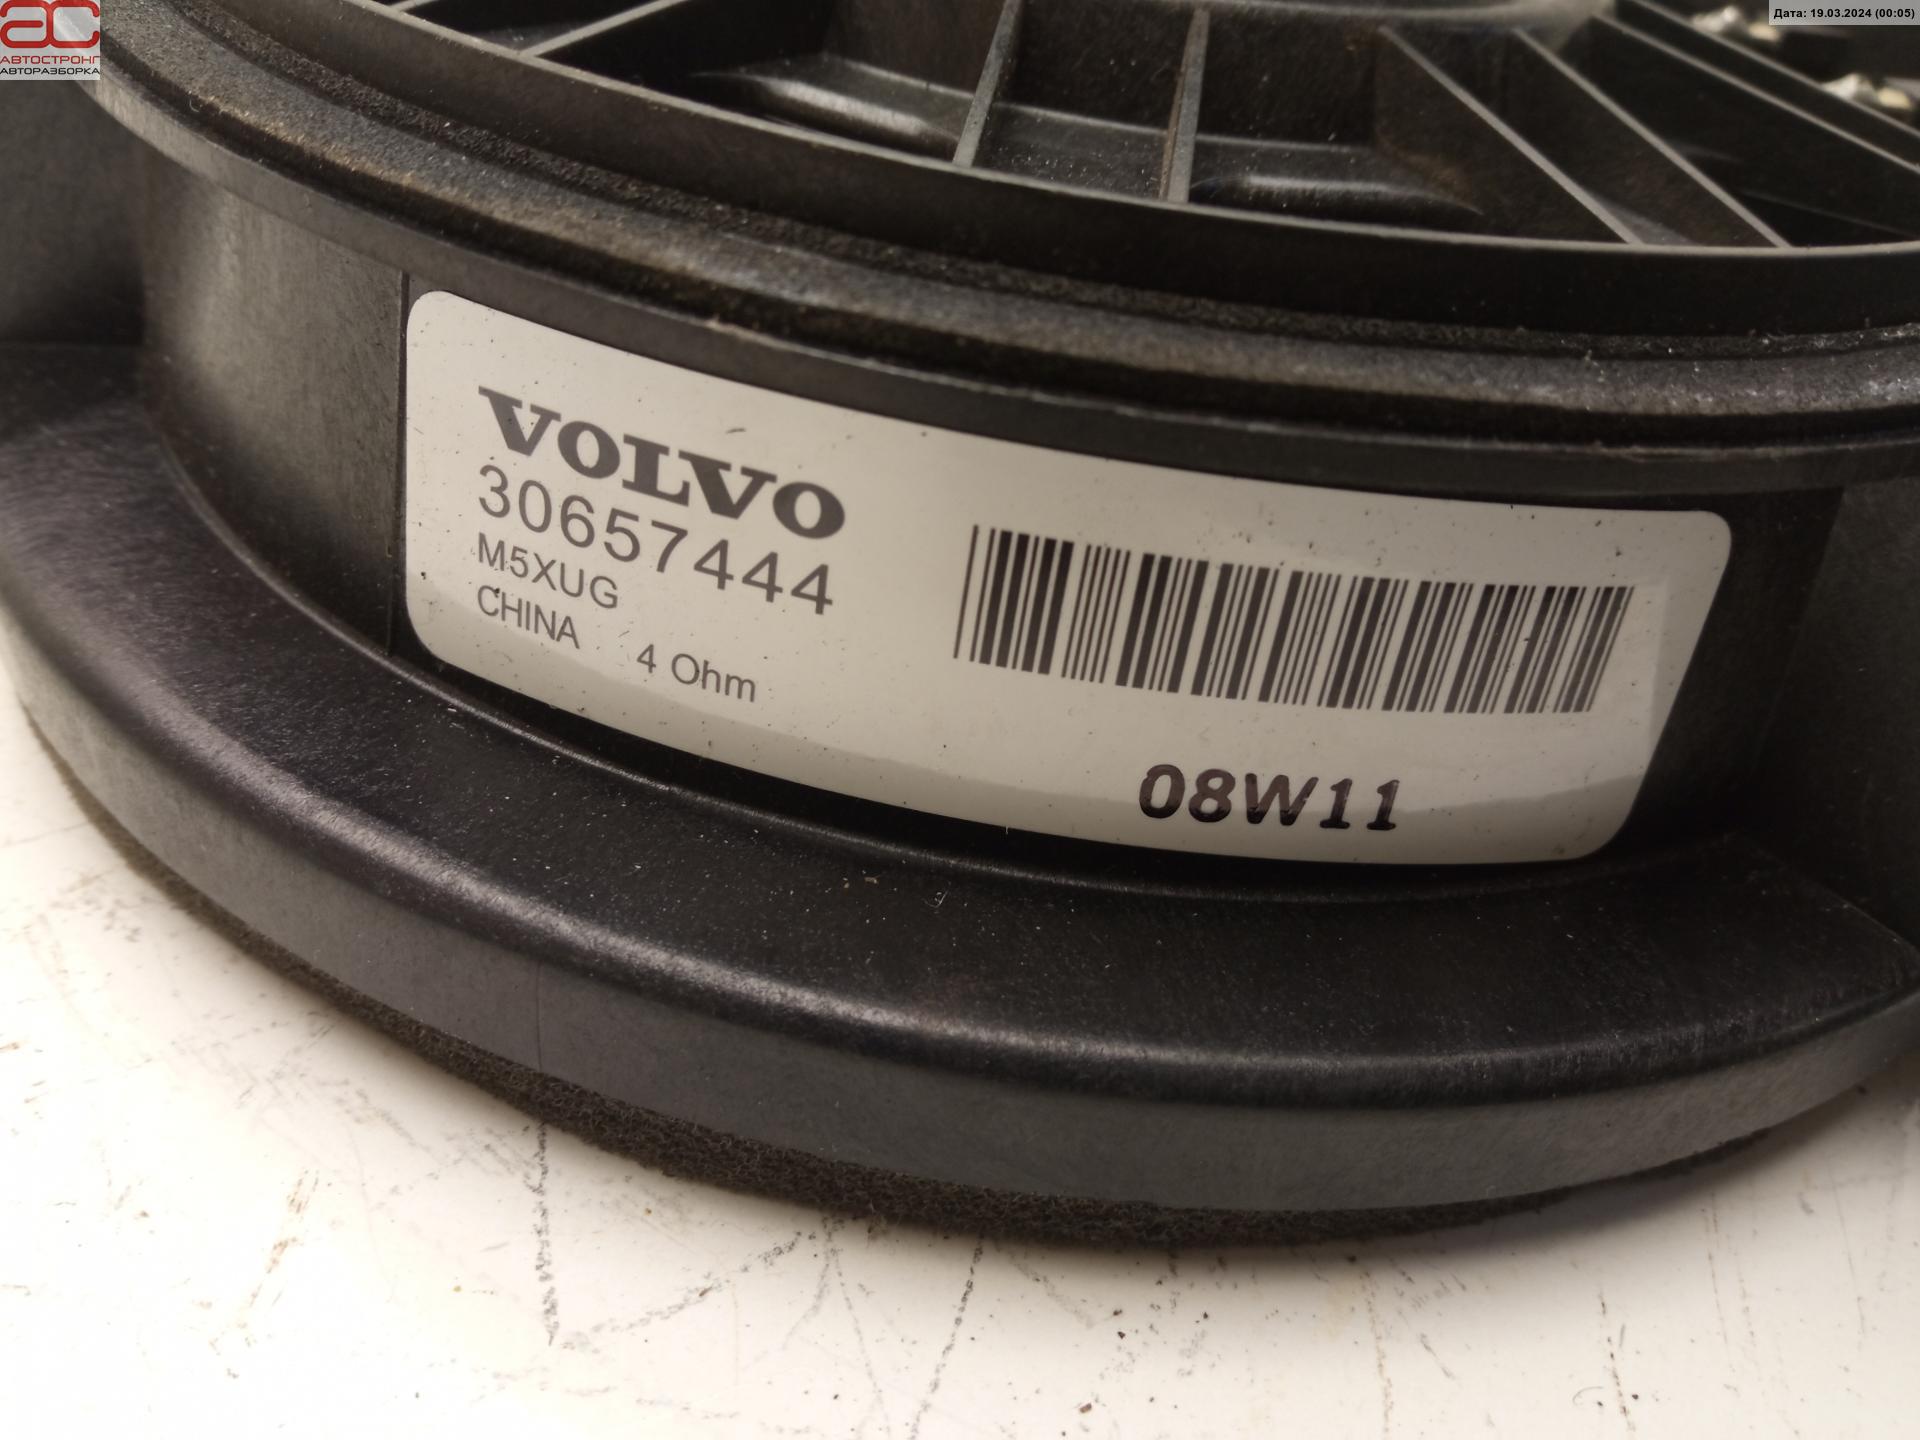 AC
АВТОСТРОНГ
АВТОРАЗБОРКА
Дата: 19.03.2024 (00:05)
VOLVO
30657444
M5XUG
CHINA 4 Ohm
08W11